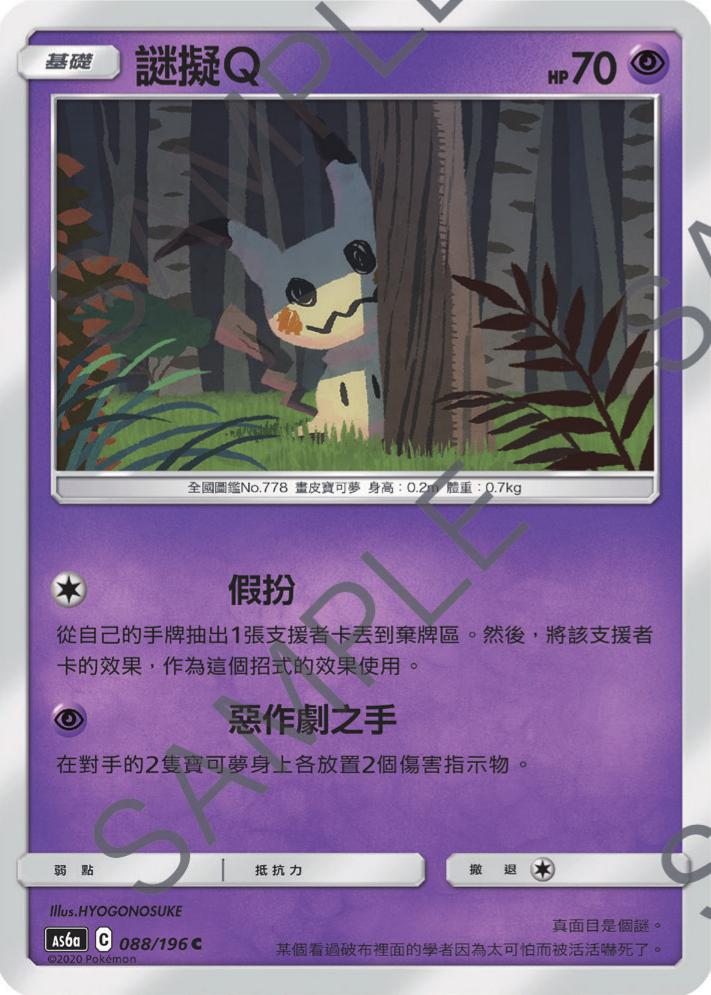 基礎 謎擬Q HP70
全國圖鑑No.778 畫皮寶可夢 身高：0.2m 體重：0.7kg
假扮
從自己的手牌抽出1張支援者卡丟到棄牌區。然後，將該支援者
卡的效果，作為這個招式的效果使用。
惡作劇之手
在對手的2隻寶可夢身上各放置2個傷害指示物。
弱點 抵抗力 撤退
Illus.HYOGONOSUKE
AS6a C 088/196 C
©2020 Pokémon
真面目是個謎。
某個看過破布裡面的學者因為太可怕而被活活嚇死了。
SAMPLE
SAMPLE